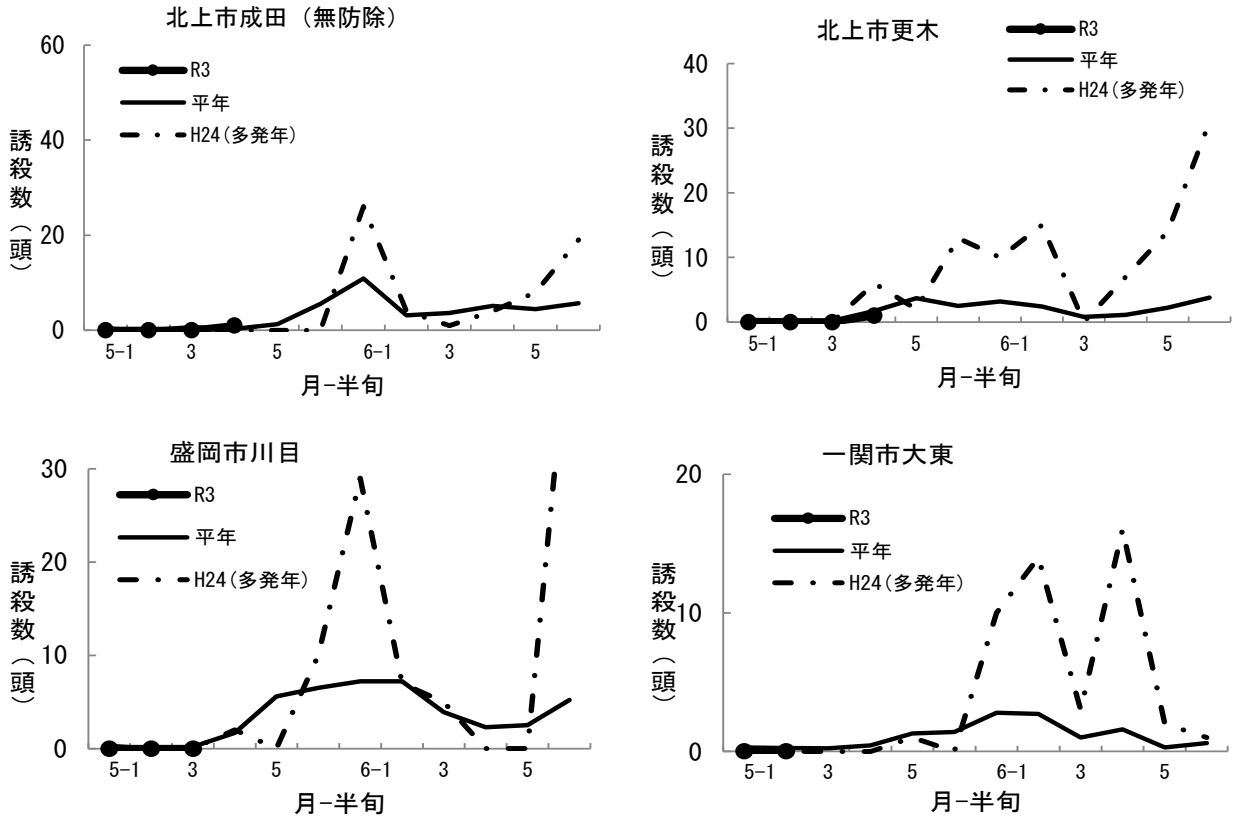 北上市成田（無防除）
60
40
20
0
R3
平年
H24（多発年）
誘殺数（頭）
5-1 3 5 6-1 3 5
月-半旬
北上市更木
40
30
20
10
0
R3
平年
H24（多発年）
誘殺数（頭）
5-1 3 5 6-1 3 5
月-半旬
盛岡市川目
30
20
10
0
R3
平年
H24（多発年）
誘殺数（頭）
5-1 3 5 6-1 3 5
月-半旬
一関市大東
20
10
0
R3
平年
H24（多発年）
誘殺数（頭）
5-1 3 5 6-1 3 5
月-半旬